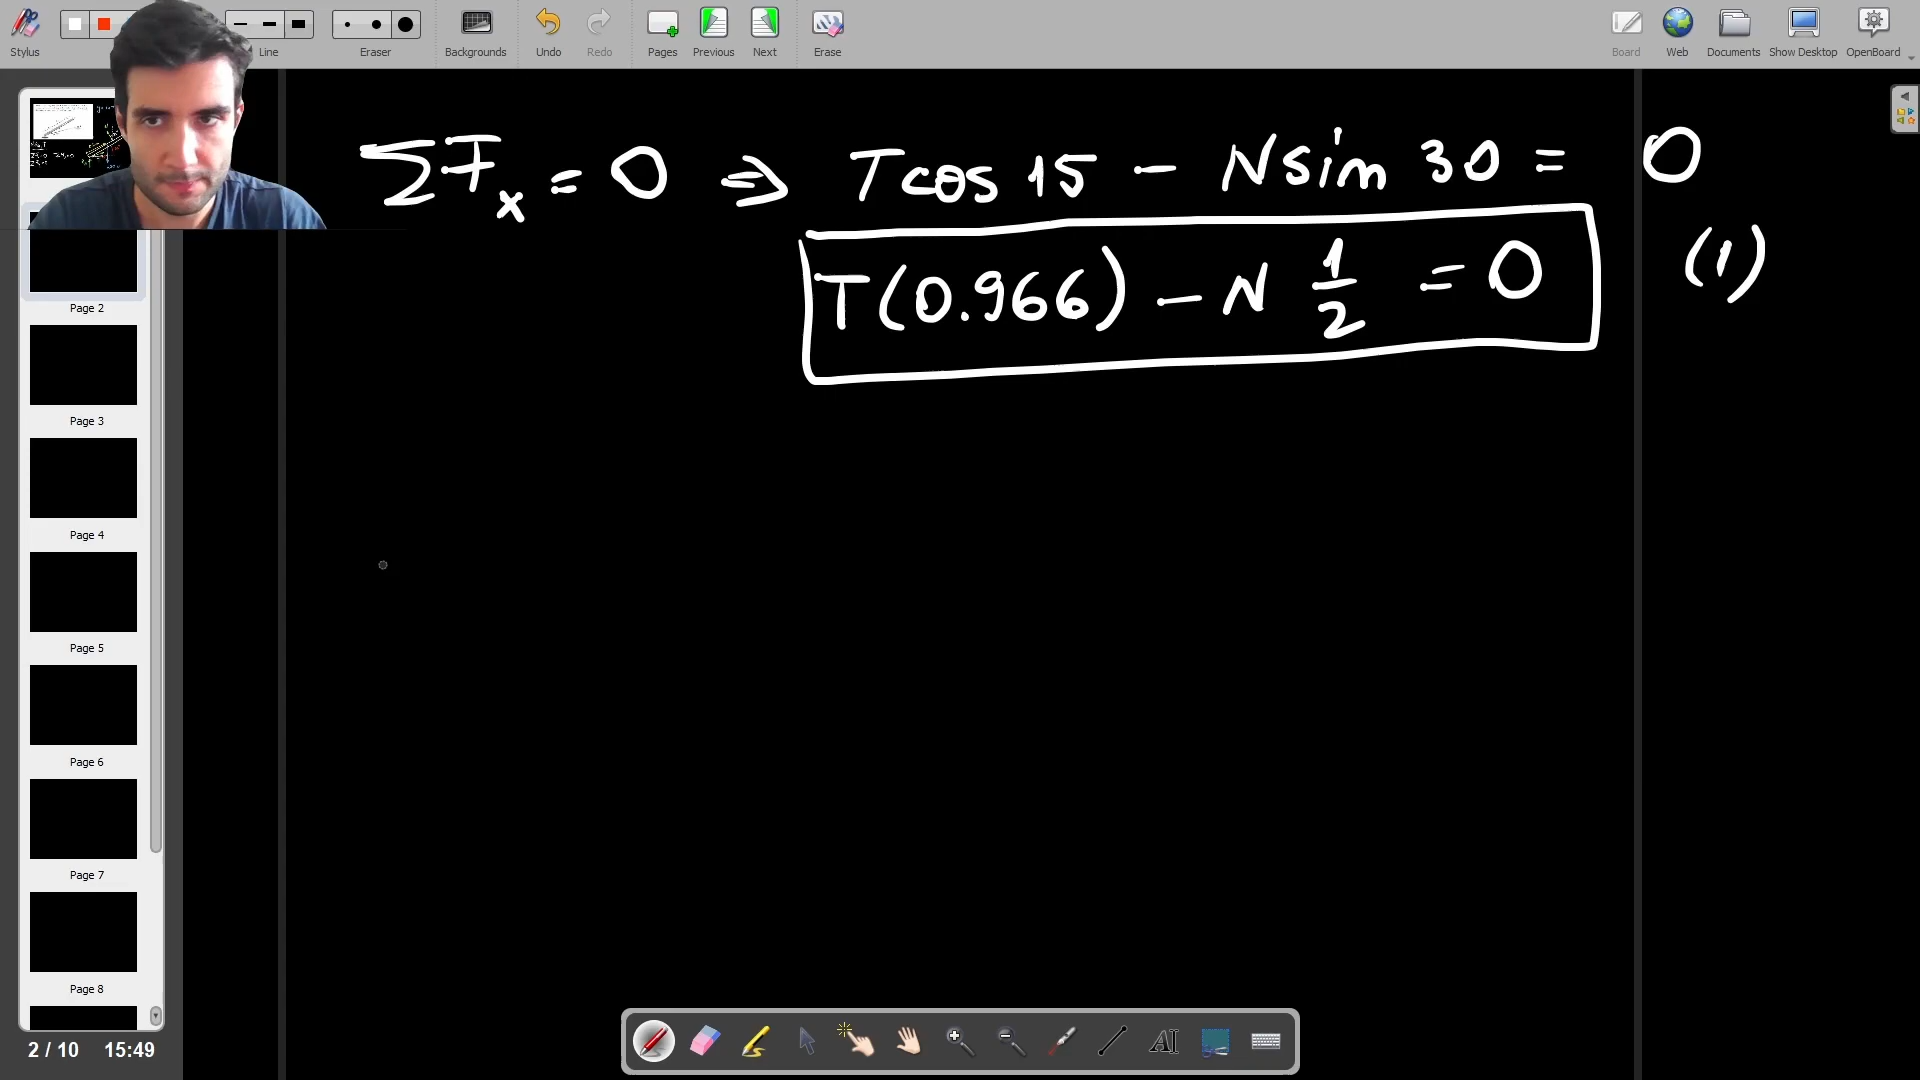 Stylus
Line
Eraser
Backgrounds
Undo
Redo
Pages
Previous
Next
Erase
Board
Web
Documents
Show Desktop
OpenBoard
ΣFx = 0 ⇒ Tcos 15 - Nsin 30 = 0
T(0.966) - N 1/2 = 0 (1)
Page 2
Page 3
Page 4
Page 5
Page 6
Page 7
Page 8
2 / 10 15:49
AI